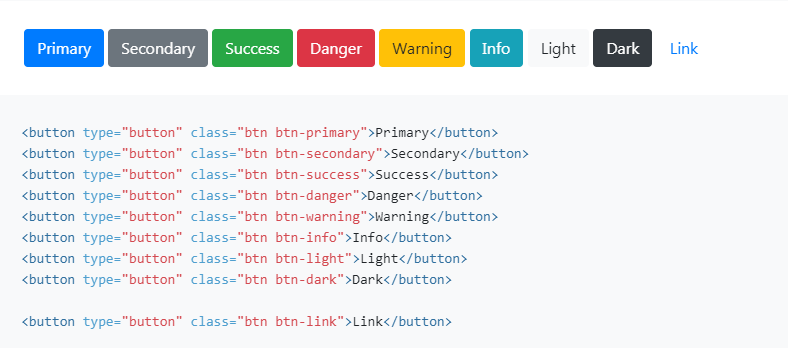 Primary Secondary Success Danger Warning Info Light Dark Link
<button type="button" class="btn btn-primary">Primary</button>
<button type="button" class="btn btn-secondary">Secondary</button>
<button type="button" class="btn btn-success">Success</button>
<button type="button" class="btn btn-danger">Danger</button>
<button type="button" class="btn btn-warning">Warning</button>
<button type="button" class="btn btn-info">Info</button>
<button type="button" class="btn btn-light">Light</button>
<button type="button" class="btn btn-dark">Dark</button>
<button type="button" class="btn btn-link">Link</button>